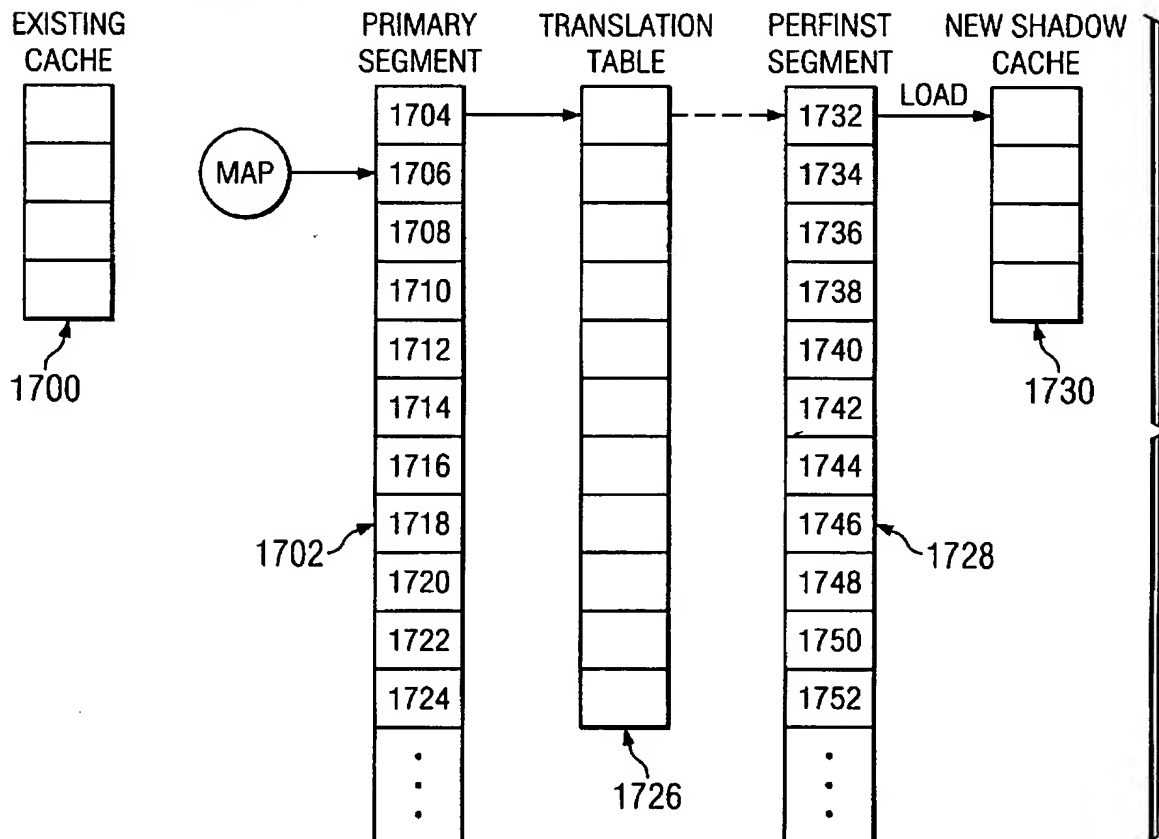 EXISTING
CACHE
PRIMARY
SEGMENT
TRANSLATION
TABLE
PERFINST
SEGMENT
NEW SHADOW
CACHE
LOAD
MAP
1704
1706
1708
1710
1712
1714
1716
1718
1720
1722
1724
1732
1734
1736
1738
1740
1742
1744
1746
1748
1750
1752
1700
1702
1726
1728
1730